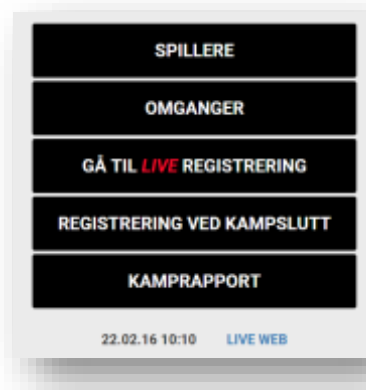 SPILLERE
OMGANGER
GÅ TIL LIVE REGISTRERING
REGISTRERING VED KAMPSLUTT
KAMPRAPPORT
22.02.16 10:10 LIVE WEB